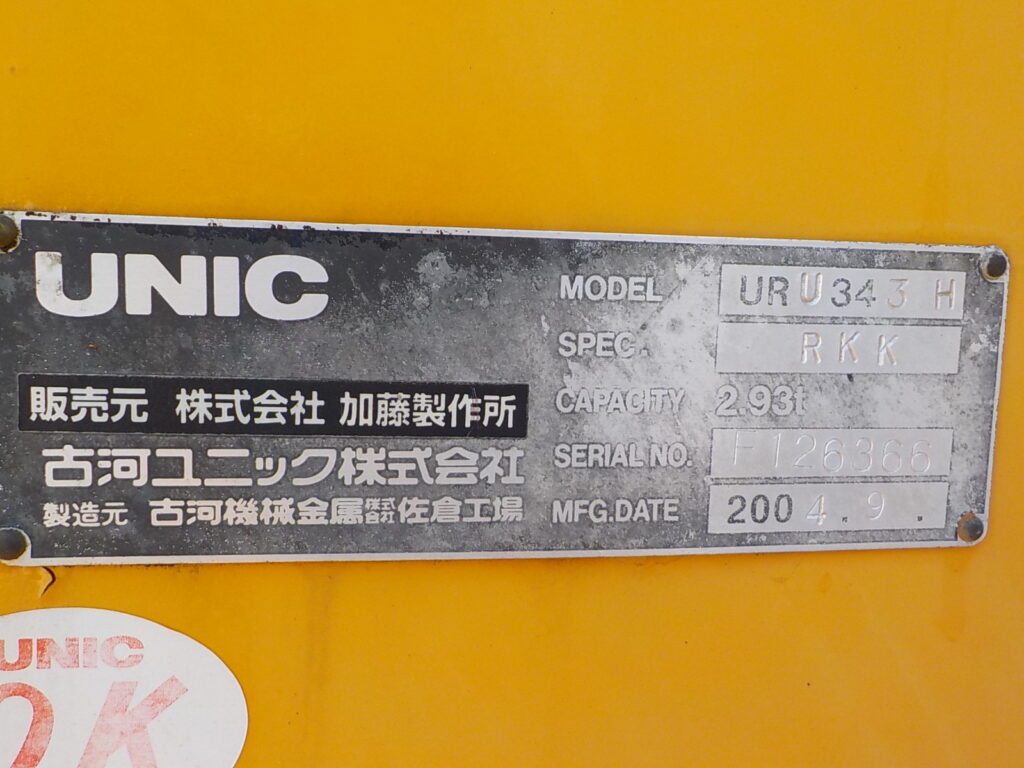 UNIC
販売元 株式会社 加藤製作所
古河ユニック株式会社
製造元 古河機械金属株式会社佐倉工場
MODEL URU343H
SPEC. RKK
CAPACITY 2.93t
SERIAL NO. F126366
MFG.DATE 2004.9.
UNIC
OK